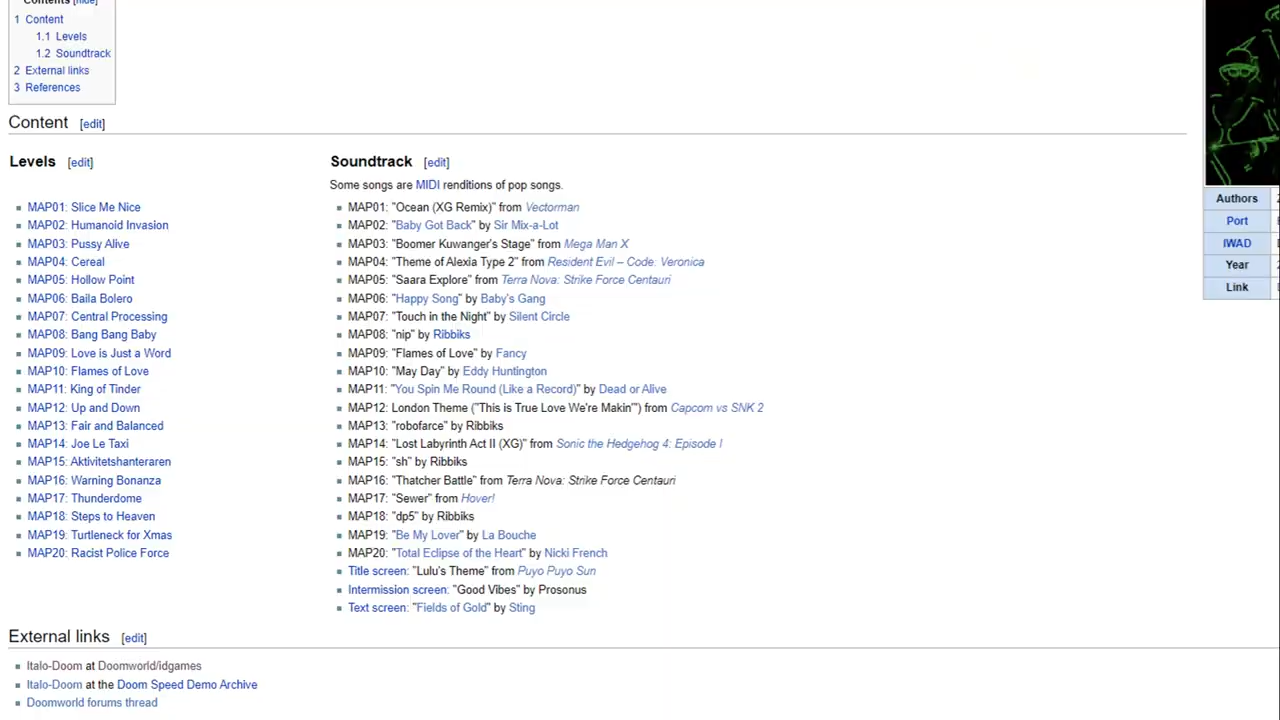 Contents [hide]
1 Content
1.1 Levels
1.2 Soundtrack
2 External links
3 References
Content [edit]
Levels [edit]
MAP01: Slice Me Nice
MAP02: Humanoid Invasion
MAP03: Pussy Alive
MAP04: Cereal
MAP05: Hollow Point
MAP06: Baila Bolero
MAP07: Central Processing
MAP08: Bang Bang Baby
MAP09: Love is Just a Word
MAP10: Flames of Love
MAP11: King of Tinder
MAP12: Up and Down
MAP13: Fair and Balanced
MAP14: Joe Le Taxi
MAP15: Aktivitetshanteraren
MAP16: Warning Bonanza
MAP17: Thunderdome
MAP18: Steps to Heaven
MAP19: Turtleneck for Xmas
MAP20: Racist Police Force
Soundtrack [edit]
Some songs are MIDI renditions of pop songs.
MAP01: "Ocean (XG Remix)" from Vectorman
MAP02: "Baby Got Back" by Sir Mix-a-Lot
MAP03: "Boomer Kuwanger's Stage" from Mega Man X
MAP04: "Theme of Alexia Type 2" from Resident Evil – Code: Veronica
MAP05: "Saara Explore" from Terra Nova: Strike Force Centauri
MAP06: "Happy Song" by Baby's Gang
MAP07: "Touch in the Night" by Silent Circle
MAP08: "nip" by Ribbiks
MAP09: "Flames of Love" by Fancy
MAP10: "May Day" by Eddy Huntington
MAP11: "You Spin Me Round (Like a Record)" by Dead or Alive
MAP12: London Theme ("This is True Love We're Makin'") from Capcom vs SNK 2
MAP13: "robofarce" by Ribbiks
MAP14: "Lost Labyrinth Act II (XG)" from Sonic the Hedgehog 4: Episode I
MAP15: "sh" by Ribbiks
MAP16: "Thatcher Battle" from Terra Nova: Strike Force Centauri
MAP17: "Sewer" from Hover!
MAP18: "dp5" by Ribbiks
MAP19: "Be My Lover" by La Bouche
MAP20: "Total Eclipse of the Heart" by Nicki French
Title screen: "Lulu's Theme" from Puyo Puyo Sun
Intermission screen: "Good Vibes" by Prosonus
Text screen: "Fields of Gold" by Sting
External links [edit]
Italo-Doom at Doomworld/idgames
Italo-Doom at the Doom Speed Demo Archive
Doomworld forums thread
Authors
Port
IWAD
Year
Link